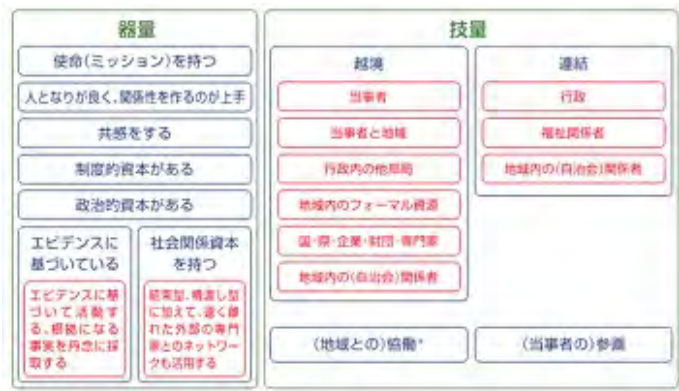 器量
使命(ミッション)を持つ
人となりが良く、関係性を作るのが上手
共感をする
制度的資本がある
政治的資本がある
エビデンスに
基づいている
エビデンスに基
づいて活動す
る、根拠になる
事実を丹念に採
取する
社会関係資本
を持つ
結束型、橋渡し型
に加えて、遠く離
れた外部の専門
家とのネットワー
クも活用する
技量
越境
当事者
当事者と地域
行政内の他部局
地域内のフォーマル資源
国・県・企業・財団・専門家
地域内の(自治会)関係者
連結
行政
福祉関係者
地域内の(自治会)関係者
(地域との)協働*
(当事者の)参画